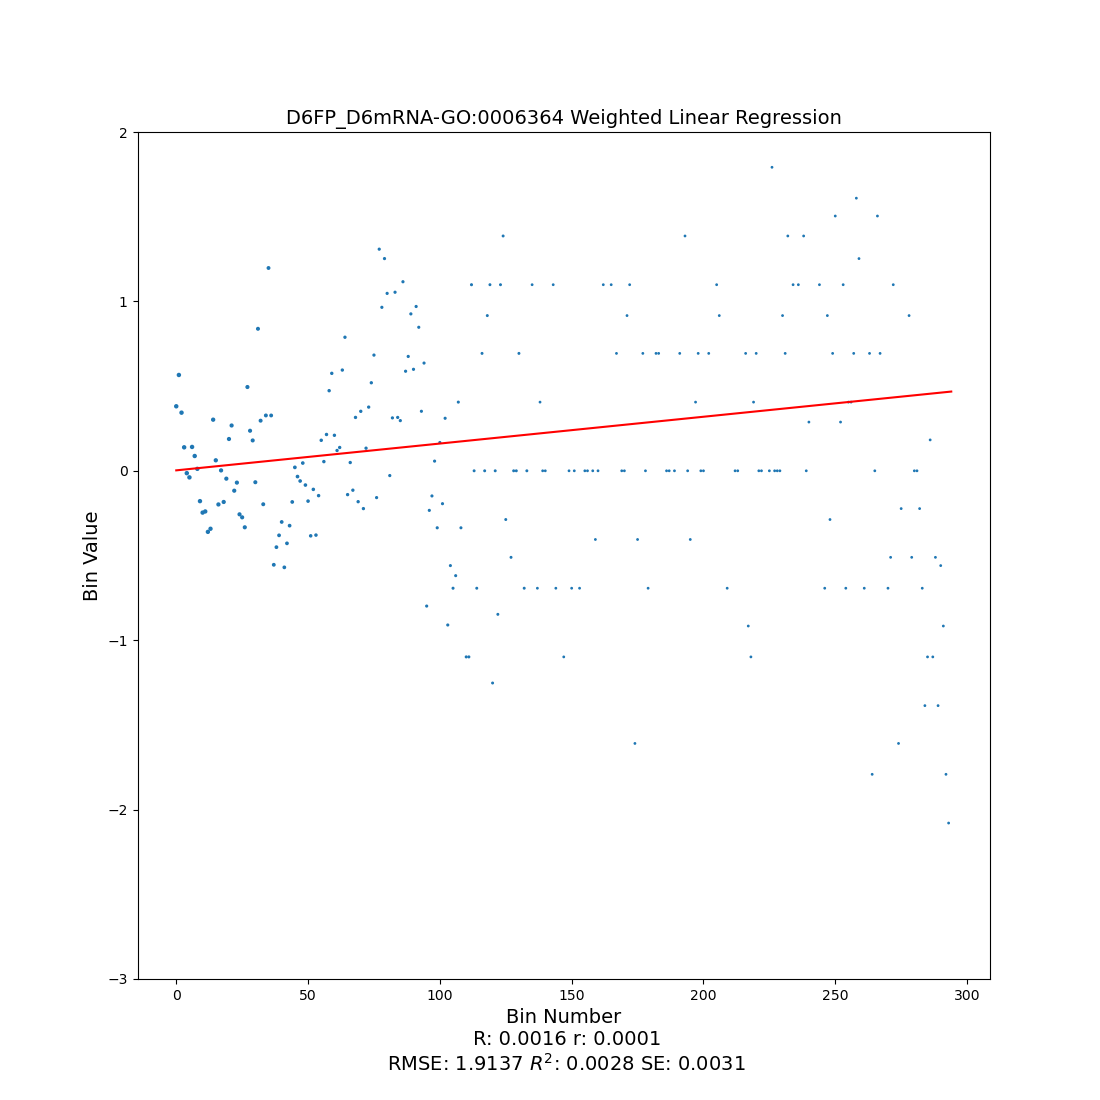 D6FP_D6mRNA-GO:0006364 Weighted Linear Regression
2
1
0
−1
−2
−3
Bin Value
0 50 100 150 200 250 300
Bin Number
R: 0.0016 r: 0.0001
RMSE: 1.9137 R²: 0.0028 SE: 0.0031